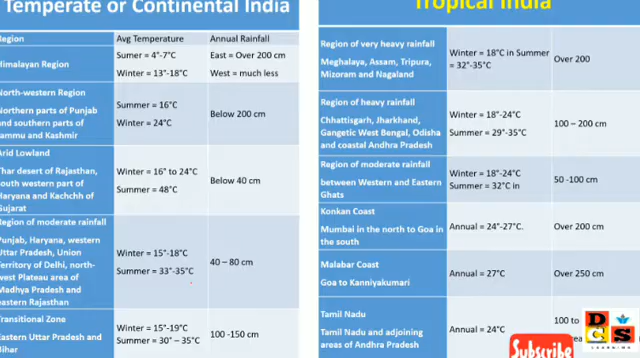 Temperate or Continental India
Region Avg Temperature Annual Rainfall
Himalayan Region
Sumer = 4°-7°C
Winter = 13°-18°C
East = Over 200 cm
West = much less
North-western Region
Northern parts of Punjab
and southern parts of
Jammu and Kashmir
Summer = 16°C
Winter = 24°C
Below 200 cm
Arid Lowland
Thar desert of Rajasthan,
South western part of
Haryana and Kachchh of
Gujarat
Winter = 16° to 24°C
Summer = 48°C
Below 40 cm
Region of moderate rainfall
Punjab, Haryana, western
Uttar Pradesh, Union
Territory of Delhi, north-
west Plateau area of
Madhya Pradesh and
eastern Rajasthan
Winter = 15°-18°C
Summer = 33°-35°C
40 – 80 cm
Transitional Zone
Eastern Uttar Pradesh and
Bihar
Winter = 15°-19°C
Summer = 30° – 35°C
100 -150 cm
Tropical India
Region of very heavy rainfall
Meghalaya, Assam, Tripura,
Mizoram and Nagaland
Winter = 18°C in Summer
= 32°-35°C
Over 200
Region of heavy rainfall
Chhattisgarh, Jharkhand,
Gangetic West Bengal, Odisha
and coastal Andhra Pradesh
Winter = 18°-24°C
Summer = 29°-35°C
100 – 200 cm
Region of moderate rainfall
between Western and Eastern
Ghats
Winter = 18°-24°C
Summer = 32°C in
50 -100 cm
Konkan Coast
Mumbai in the north to Goa in
the south
Annual = 24°-27°C.
Over 200 cm
Malabar Coast
Goa to Kanniyakumari
Annual = 27°C
Over 250 cm
Tamil Nadu
Tamil Nadu and adjoining
areas of Andhra Pradesh
Annual = 24°C
100 to
Subscribe
DCS
LEARNING